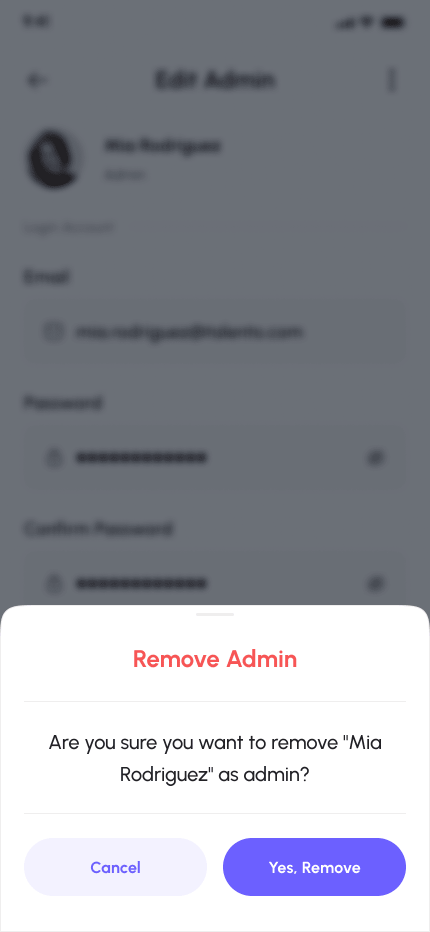 9:41
Edit Admin
Mia Rodriguez
Admin
Login Account
Email
mia.rodriguez@talento.com
Password
Confirm Password
Remove Admin
Are you sure you want to remove "Mia
Rodriguez" as admin?
Cancel
Yes, Remove